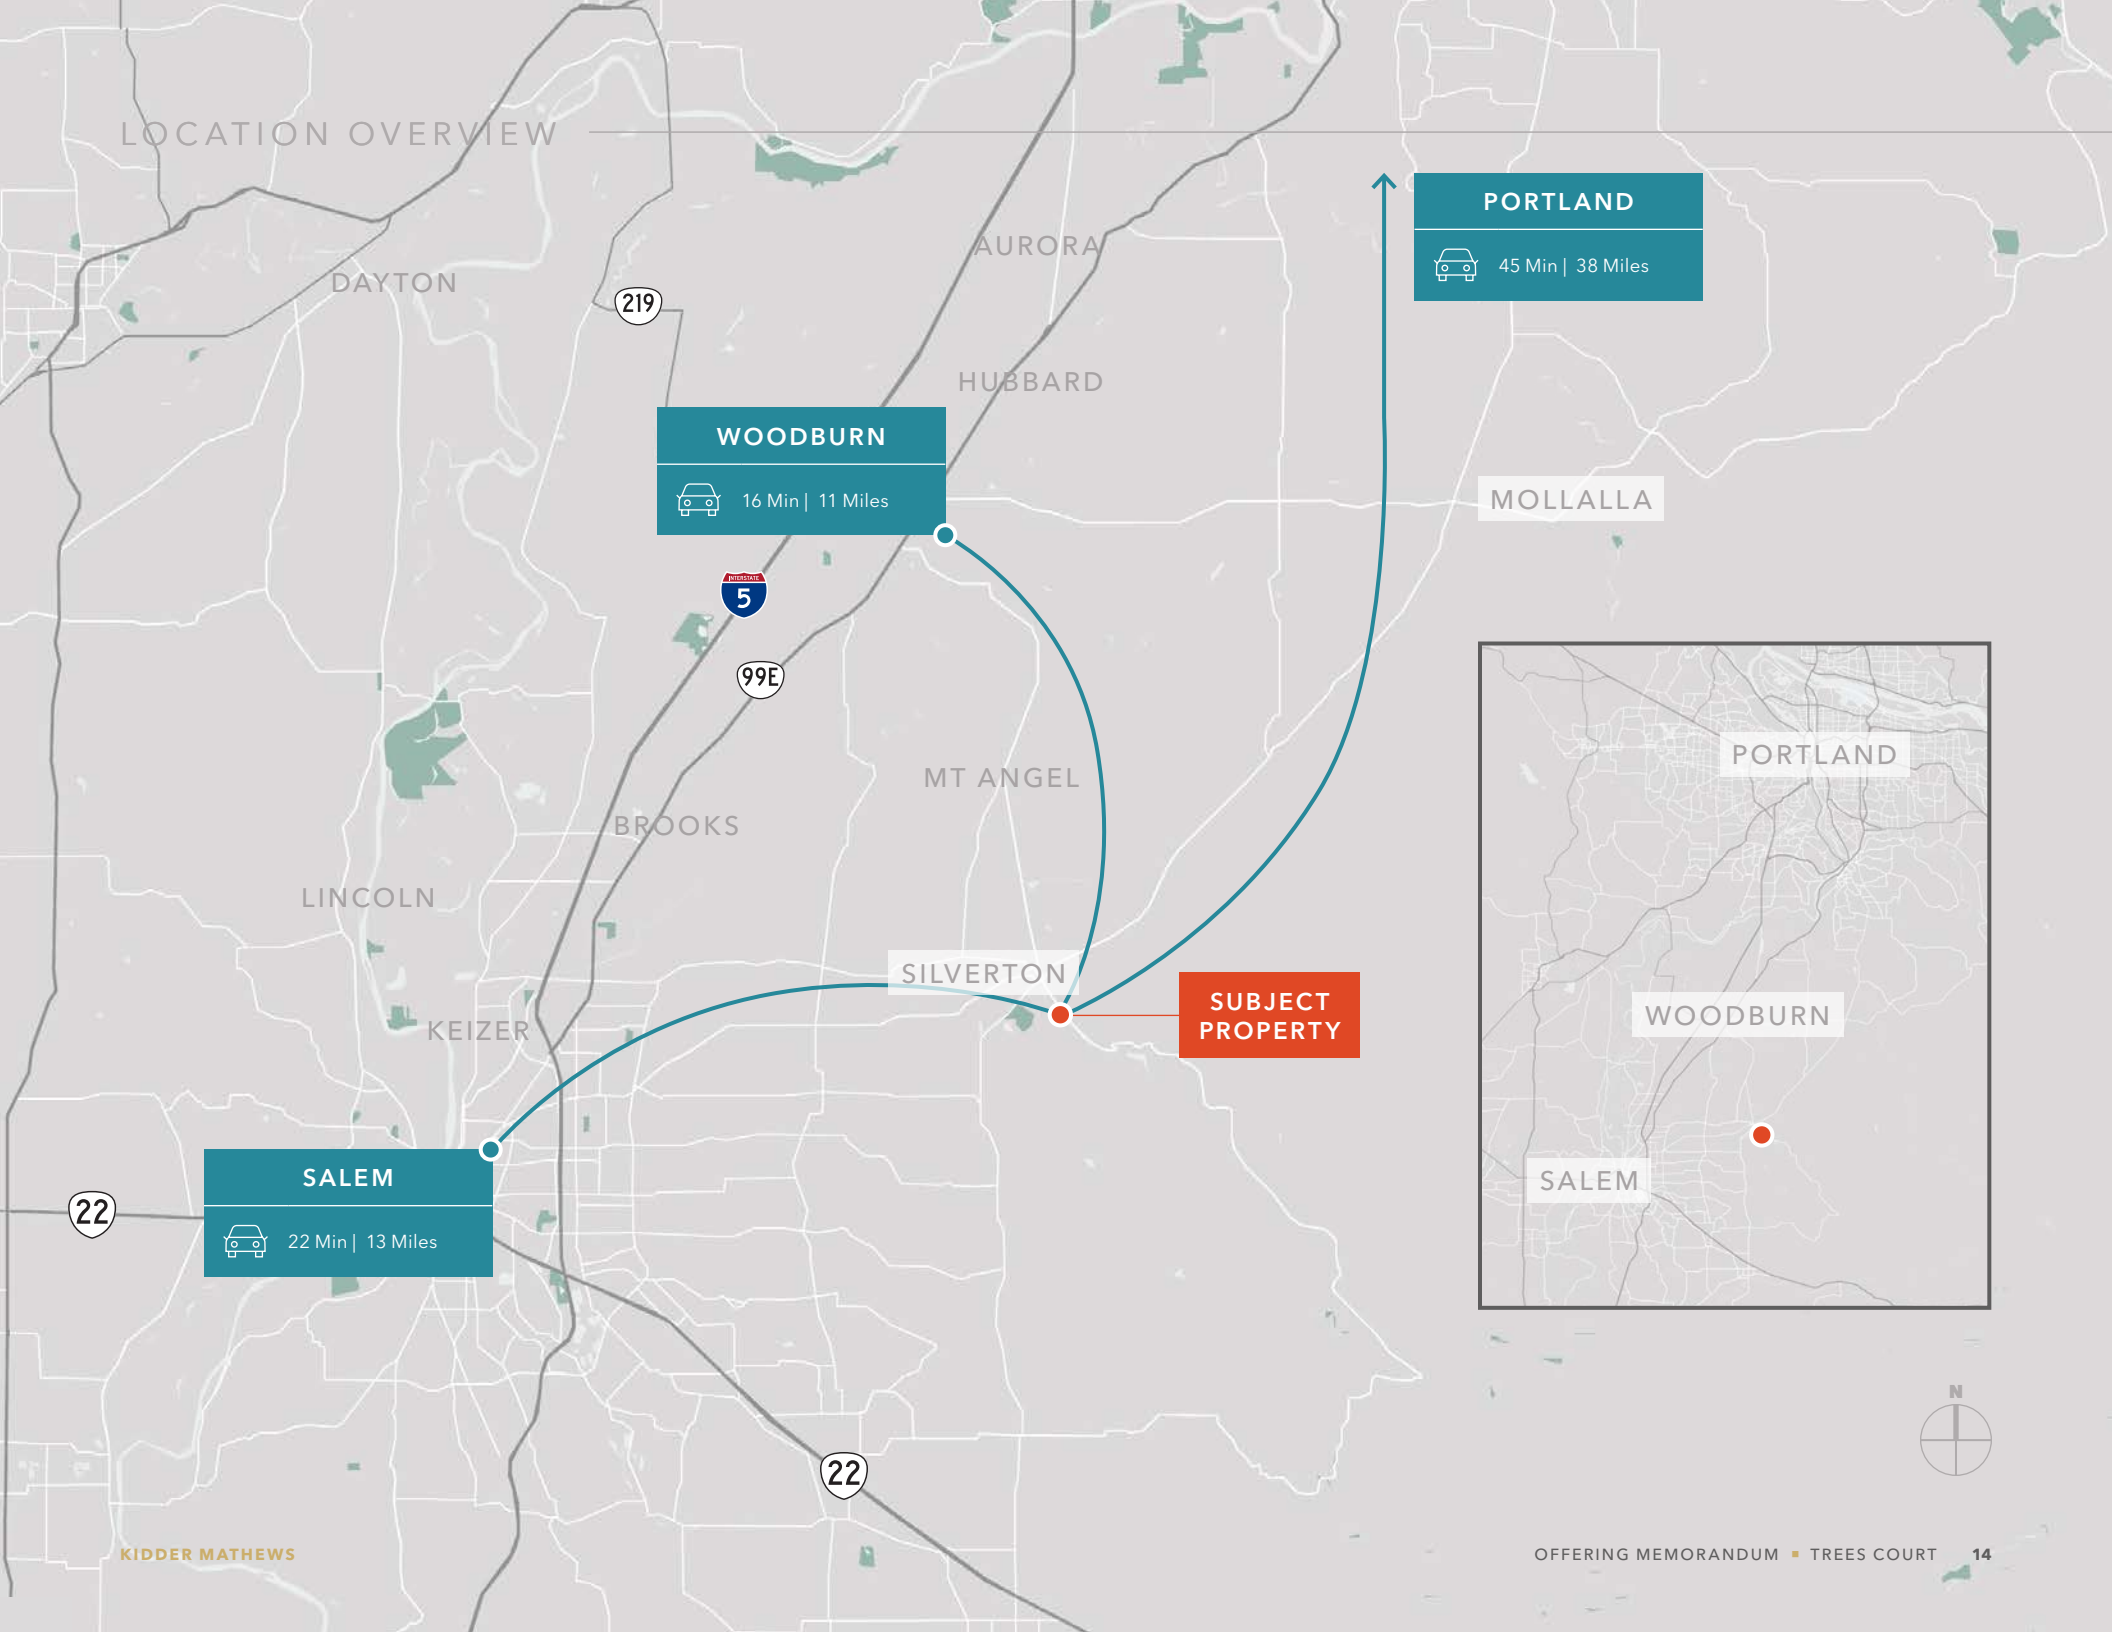 LOCATION OVERVIEW
PORTLAND
45 Min | 38 Miles
AURORA
DAYTON
219
HUBBARD
WOODBURN
16 Min | 11 Miles
MOLLALLA
INTERSTATE
5
99E
PORTLAND
MT ANGEL
BROOKS
LINCOLN
SILVERTON
SUBJECT
PROPERTY
WOODBURN
KEIZER
SALEM
22 Min | 13 Miles
22
SALEM
N
22
KIDDER MATHEWS
OFFERING MEMORANDUM ▪ TREES COURT 14